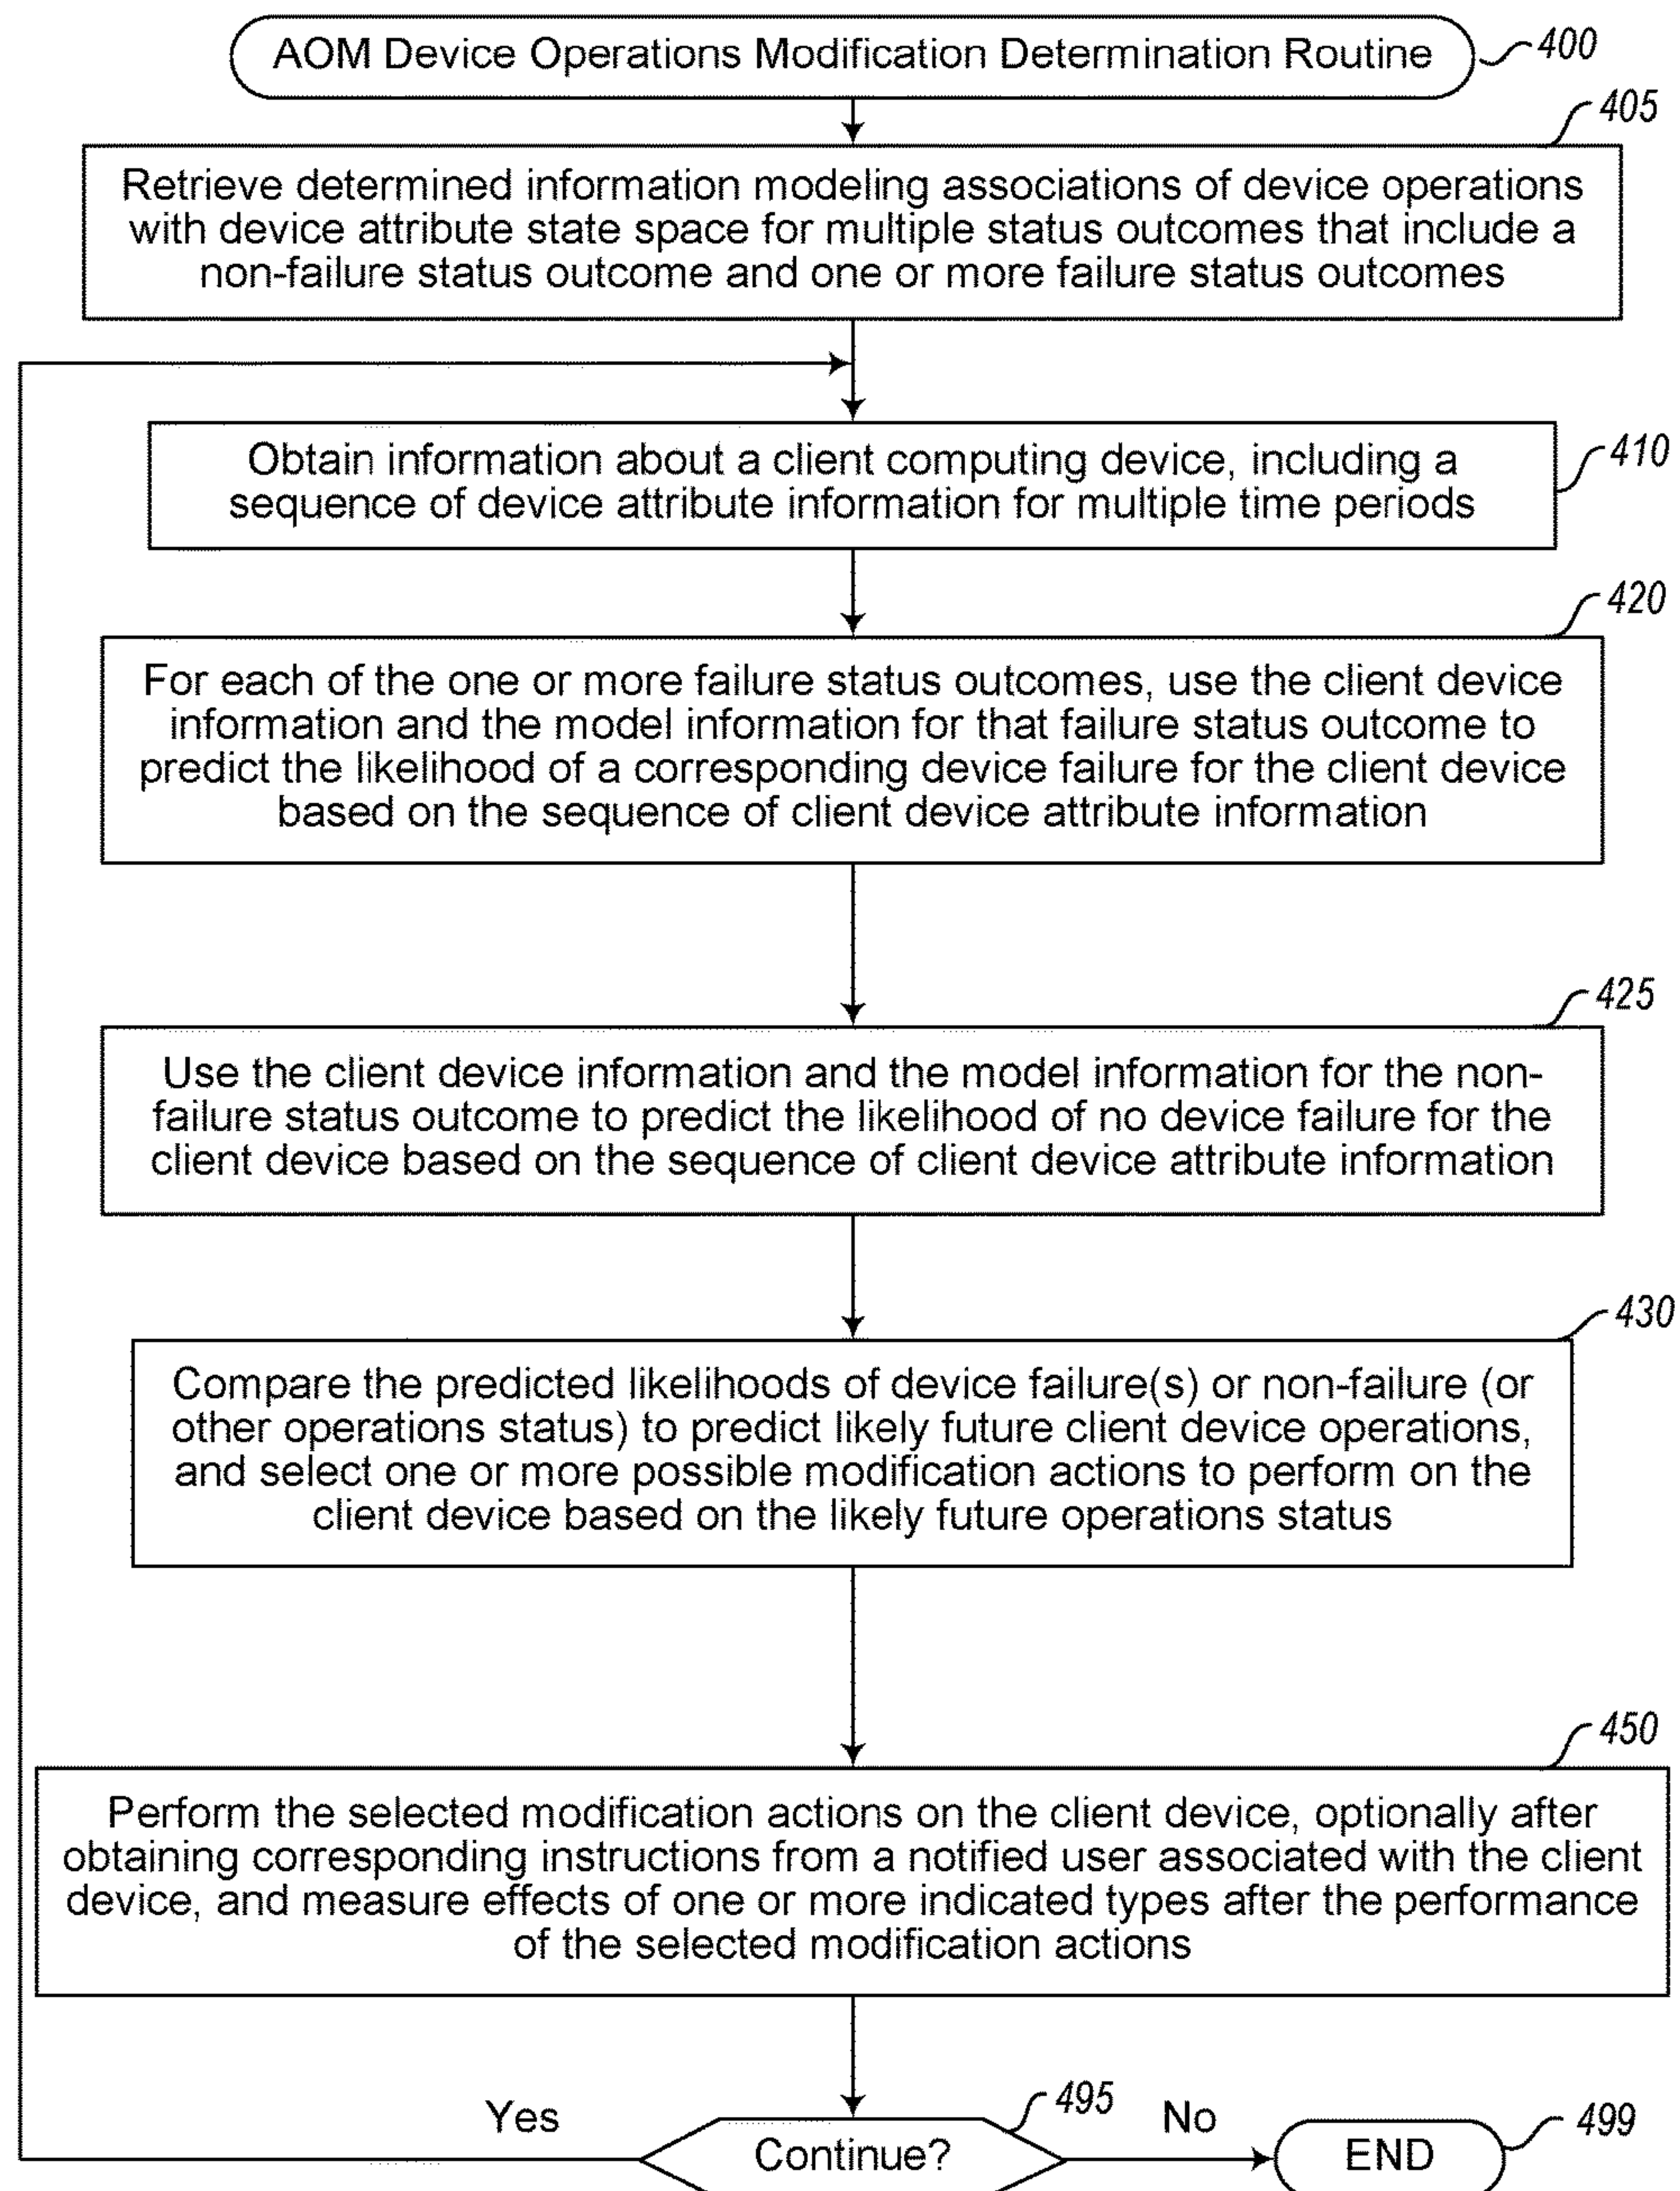 AOM Device Operations Modification Determination Routine
400
405
Retrieve determined information modeling associations of device operations
with device attribute state space for multiple status outcomes that include a
non-failure status outcome and one or more failure status outcomes
Obtain information about a client computing device, including a
sequence of device attribute information for multiple time periods
410
420
For each of the one or more failure status outcomes, use the client device
information and the model information for that failure status outcome to
predict the likelihood of a corresponding device failure for the client device
based on the sequence of client device attribute information
425
Use the client device information and the model information for the non-
failure status outcome to predict the likelihood of no device failure for the
client device based on the sequence of client device attribute information
430
Compare the predicted likelihoods of device failure(s) or non-failure (or
other operations status) to predict likely future client device operations,
and select one or more possible modification actions to perform on the
client device based on the likely future operations status
450
Perform the selected modification actions on the client device, optionally after
obtaining corresponding instructions from a notified user associated with the client
device, and measure effects of one or more indicated types after the performance
of the selected modification actions
Yes
495
No
499
Continue?
END